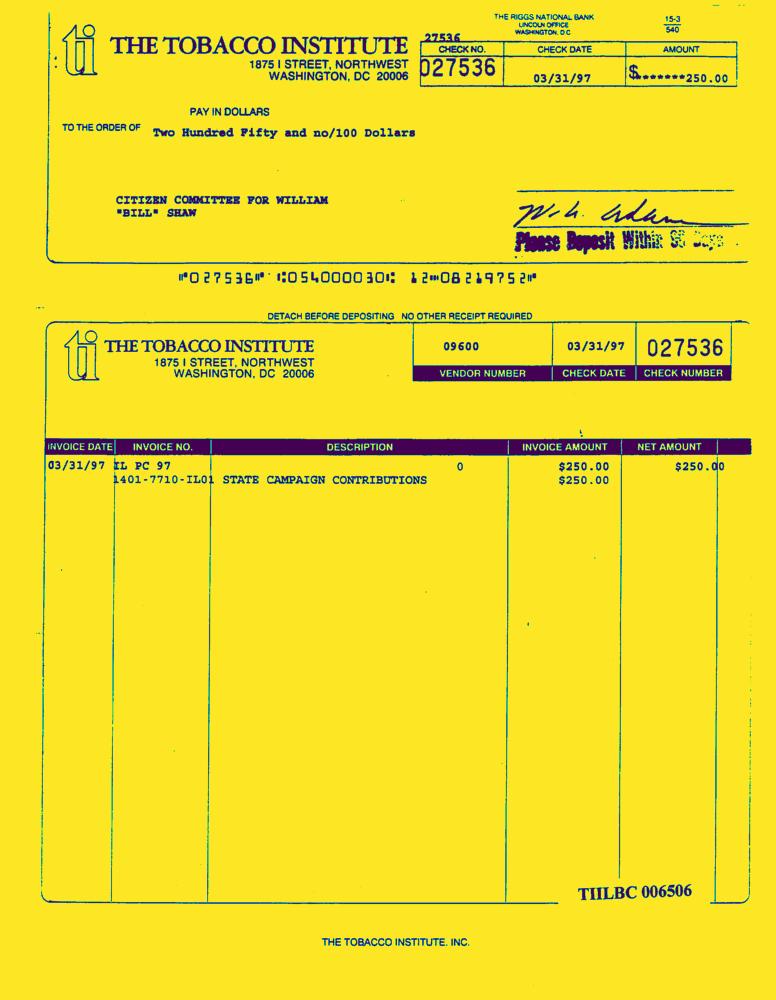 THE RIGGS NATIONAL BANK
LINCOLN OFFICE
WASHINGTON, D.C.
15-3
540
ti THE TOBACCO INSTITUTE
1875 I STREET, NORTHWEST
WASHINGTON, DC 20006
27536
CHECK NO. CHECK DATE AMOUNT
027536 03/31/97 $*******250.00
PAY IN DOLLARS
TO THE ORDER OF Two Hundred Fifty and no/100 Dollars
CITIZEN COMMITTEE FOR WILLIAM
"BILL" SHAW
Please Deposit Within Days
⑈027536⑈ ⑆054000030⑆ 12⑉08219752⑈
DETACH BEFORE DEPOSITING NO OTHER RECEIPT REQUIRED
ti THE TOBACCO INSTITUTE
1875 I STREET, NORTHWEST
WASHINGTON, DC 20006
09600 03/31/97 027536
VENDOR NUMBER CHECK DATE CHECK NUMBER
INVOICE DATE INVOICE NO. DESCRIPTION INVOICE AMOUNT NET AMOUNT
03/31/97 IL PC 97 0 $250.00 $250.00
1401-7710-IL01 STATE CAMPAIGN CONTRIBUTIONS $250.00
TIILBC 006506
THE TOBACCO INSTITUTE, INC.